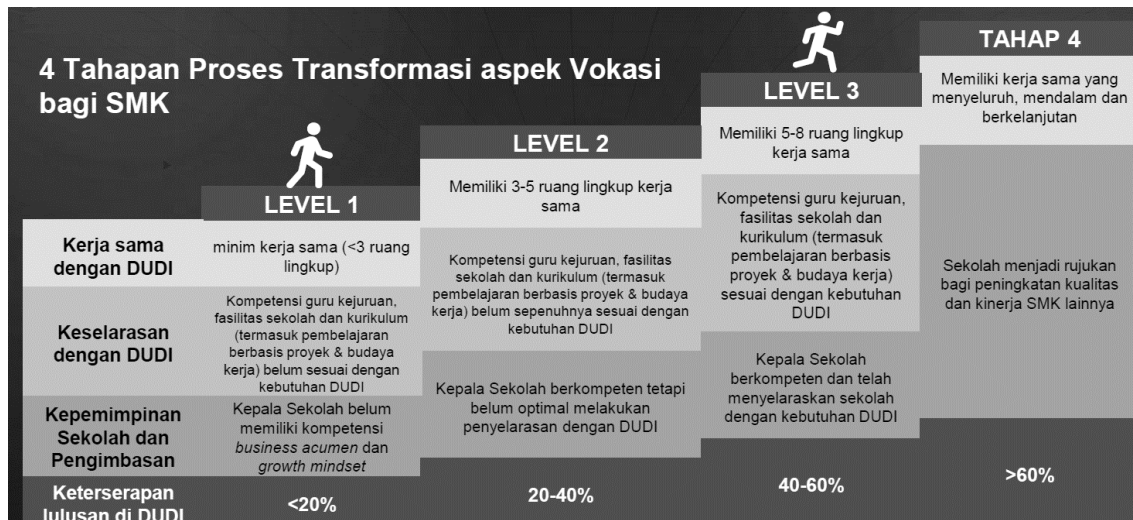 4 Tahapan Proses Transformasi aspek Vokasi
bagi SMK
Kerja sama
dengan DUDI
Keselarasan
dengan DUDI
Kepemimpinan
Sekolah dan
Pengimbasan
Keterserapan
lulusan di DUDI
LEVEL 1
minim kerja sama (<3 ruang
lingkup)
Kompetensi guru kejuruan,
fasilitas sekolah dan kurikulum
(termasuk pembelajaran
berbasis proyek & budaya
kerja) belum sesuai dengan
kebutuhan DUDI
Kepala Sekolah belum
memiliki kompetensi
business acumen dan
growth mindset
<20%
LEVEL 2
Memiliki 3-5 ruang lingkup kerja
sama
Kompetensi guru kejuruan, fasilitas
sekolah dan kurikulum (termasuk
pembelajaran berbasis proyek & budaya
kerja) belum sepenuhnya sesuai dengan
kebutuhan DUDI
Kepala Sekolah berkompeten tetapi
belum optimal melakukan
penyelarasan dengan DUDI
20-40%
LEVEL 3
Memiliki 5-8 ruang lingkup
kerja sama
Kompetensi guru kejuruan,
fasilitas sekolah dan
kurikulum (termasuk
pembelajaran berbasis
proyek & budaya kerja)
sesuai dengan kebutuhan
DUDI
Kepala Sekolah
berkompeten dan telah
menyelaraskan sekolah
dengan kebutuhan DUDI
40-60%
TAHAP 4
Memiliki kerja sama yang
menyeluruh, mendalam dan
berkelanjutan
Sekolah menjadi rujukan
bagi peningkatan kualitas
dan kinerja SMK lainnya
>60%